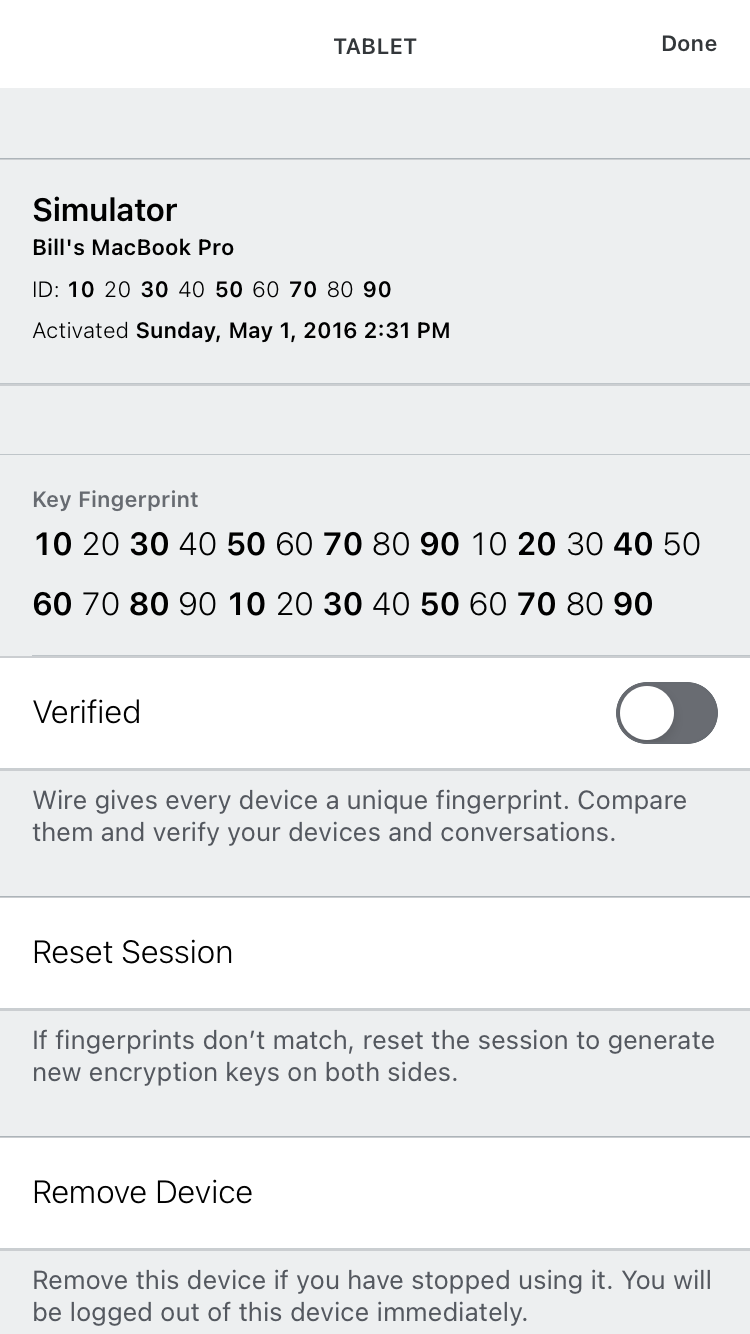 TABLET
Done
Simulator
Bill's MacBook Pro
ID: 10 20 30 40 50 60 70 80 90
Activated Sunday, May 1, 2016 2:31 PM
Key Fingerprint
10 20 30 40 50 60 70 80 90 10 20 30 40 50
60 70 80 90 10 20 30 40 50 60 70 80 90
Verified
Wire gives every device a unique fingerprint. Compare
them and verify your devices and conversations.
Reset Session
If fingerprints don’t match, reset the session to generate
new encryption keys on both sides.
Remove Device
Remove this device if you have stopped using it. You will
be logged out of this device immediately.